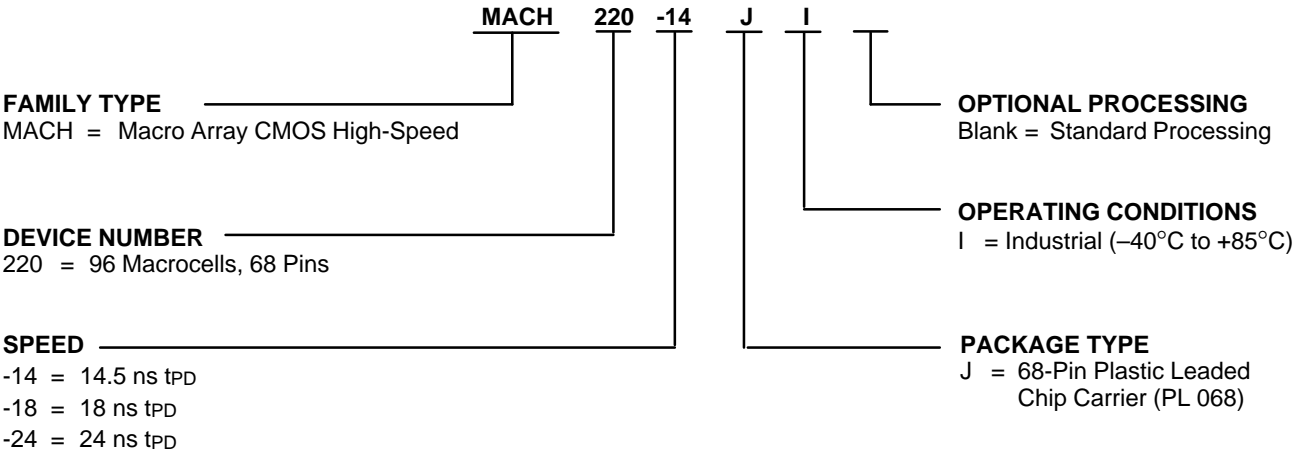 MACH 220 -14 J I
FAMILY TYPE
MACH = Macro Array CMOS High-Speed
DEVICE NUMBER
220 = 96 Macrocells, 68 Pins
SPEED
-14 = 14.5 ns tPD
-18 = 18 ns tPD
-24 = 24 ns tPD
OPTIONAL PROCESSING
Blank = Standard Processing
OPERATING CONDITIONS
I = Industrial (–40°C to +85°C)
PACKAGE TYPE
J = 68-Pin Plastic Leaded
Chip Carrier (PL 068)